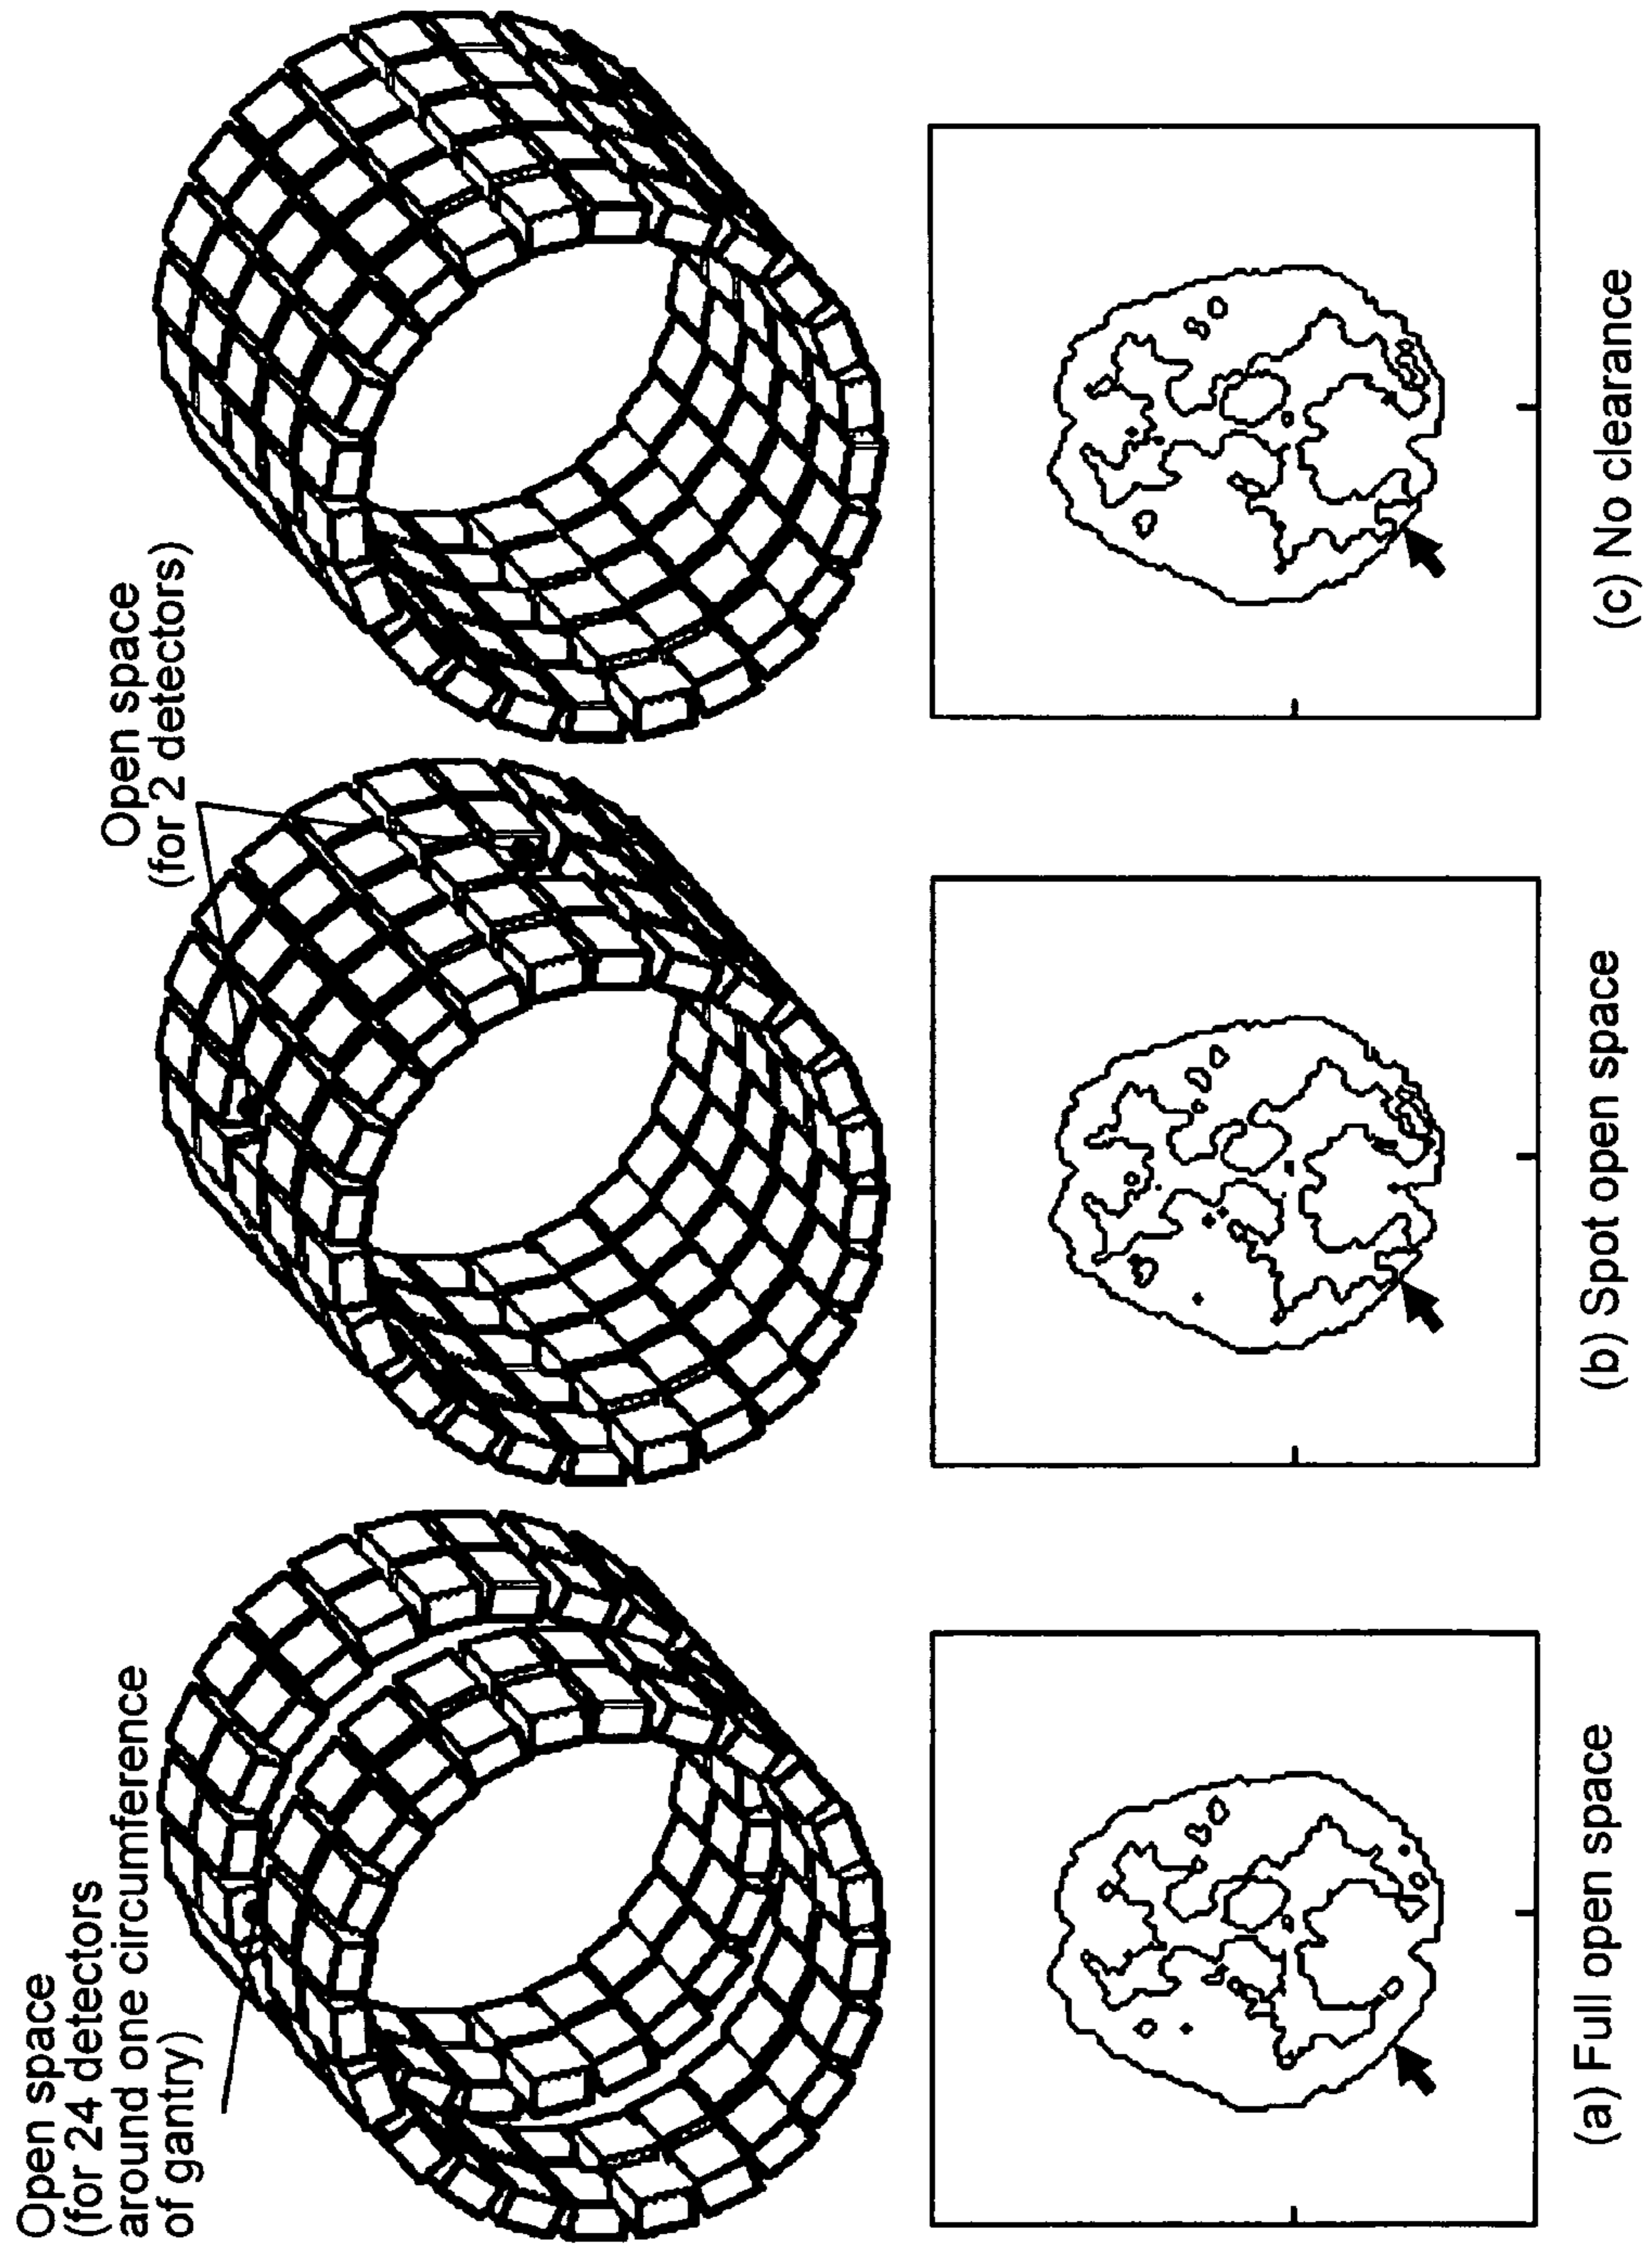 Open space
(for 24 detectors
around one circumference
of gantry)
Open space
(for 2 detectors)
(a) Full open space
(b) Spot open space
(c) No clearance